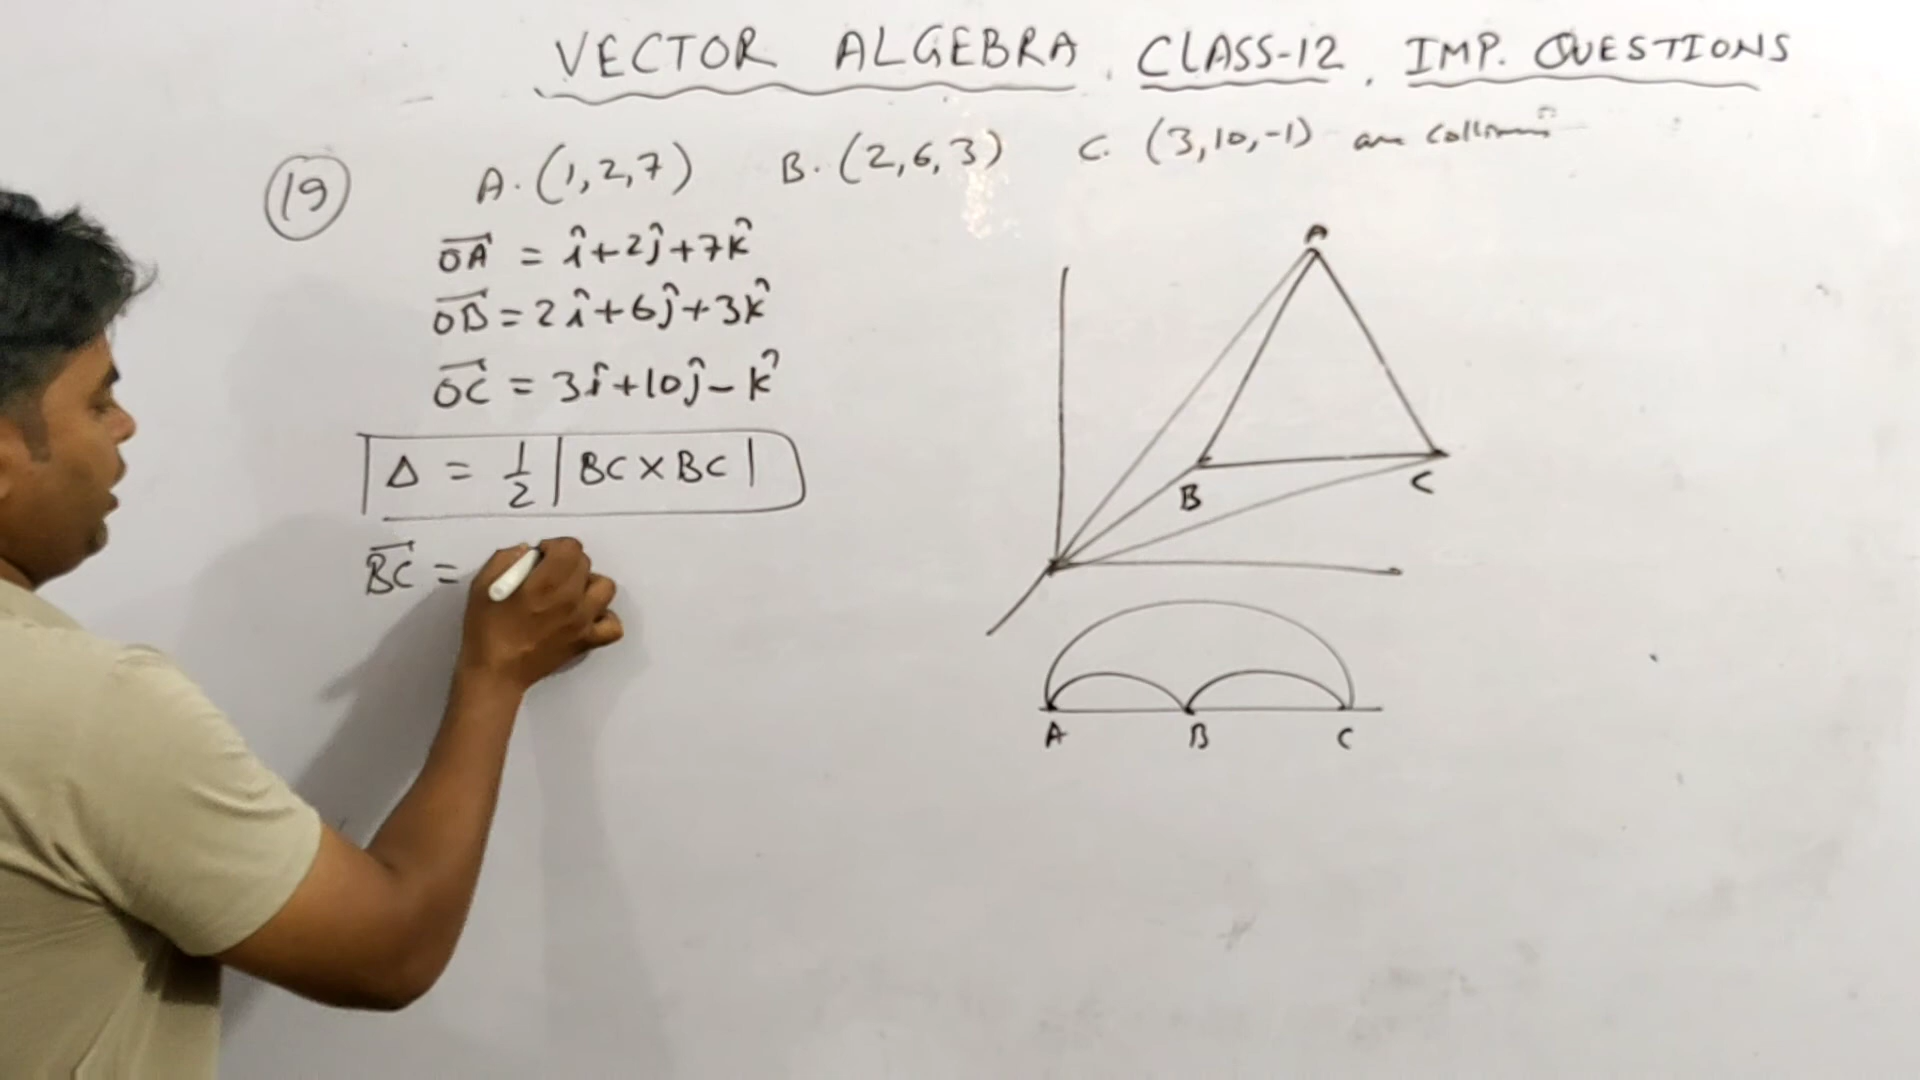 VECTOR ALGEBRA, CLASS-12, IMP. QUESTIONS
(19) A. (1,2,7) B. (2,6,3) C. (3,10,-1) are
OA = î+2ĵ+7k̂
OB = 2î+6ĵ+3k̂
OC = 3î+10ĵ-k̂
Δ = 1/2 |BC×BC|
BC =
A
B
C
A B C